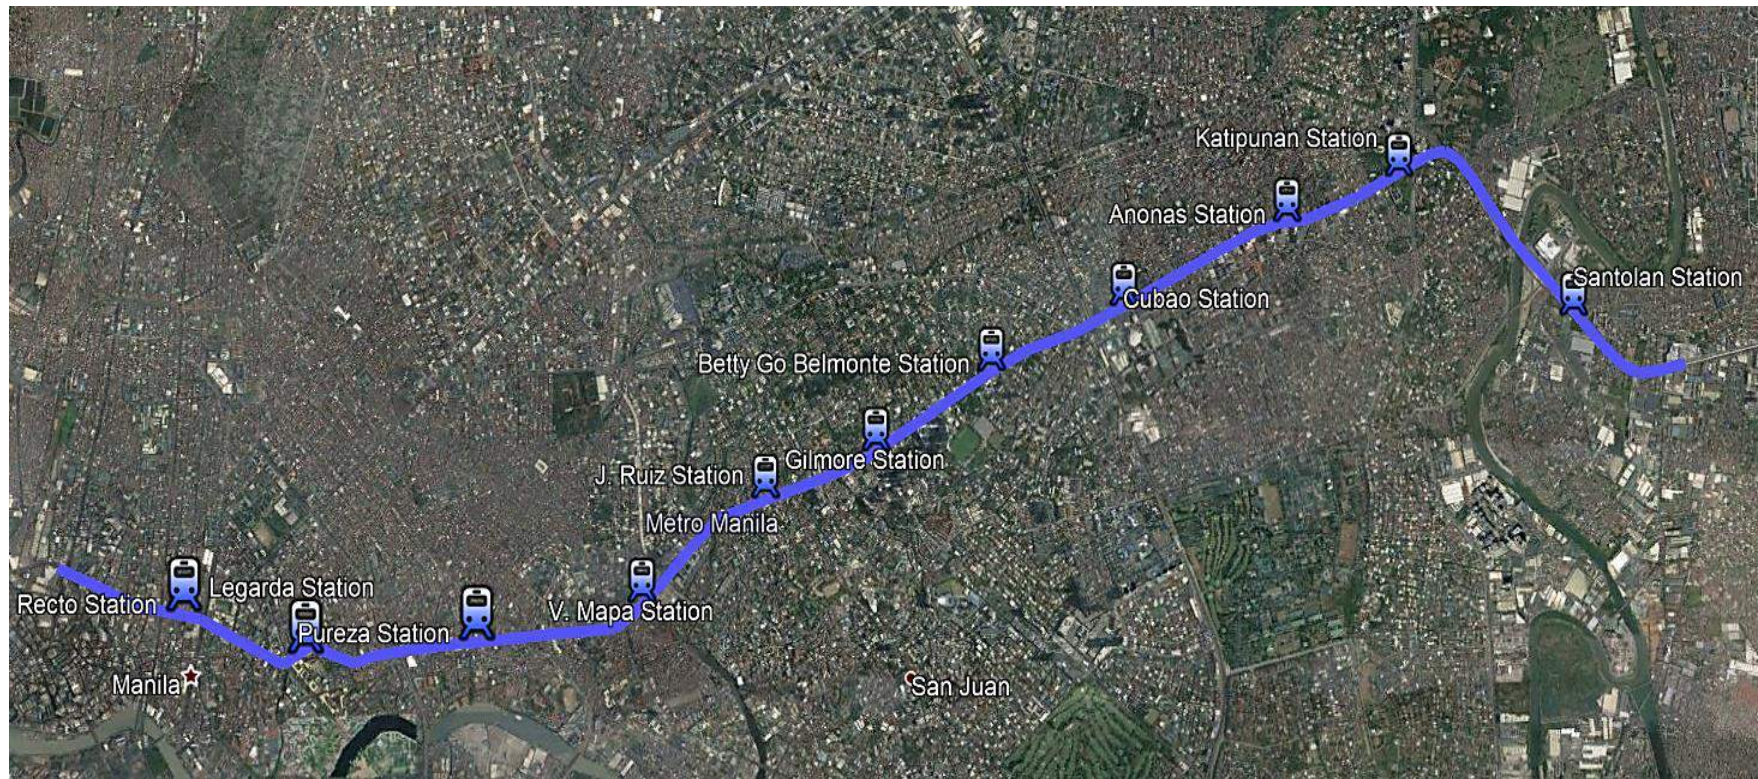 Katipunan Station
Anonas Station
Santolan Station
Cubao Station
Betty Go Belmonte Station
Gilmore Station
J. Ruiz Station
Metro Manila
Legarda Station
Recto Station
V. Mapa Station
Pureza Station
Manila
San Juan